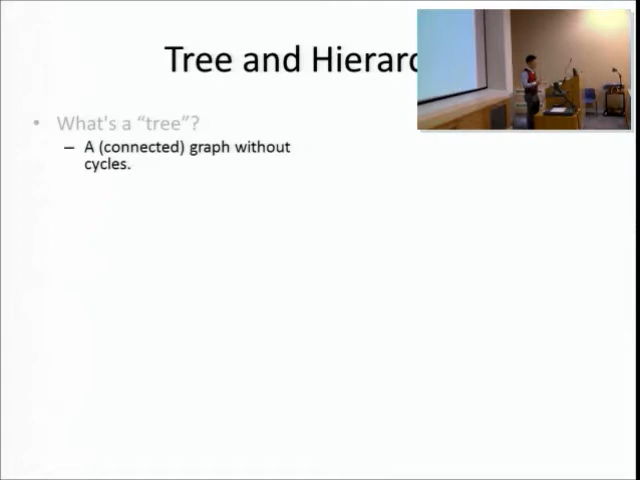 Tree and Hierarc
• What's a “tree”?
– A (connected) graph without
cycles.